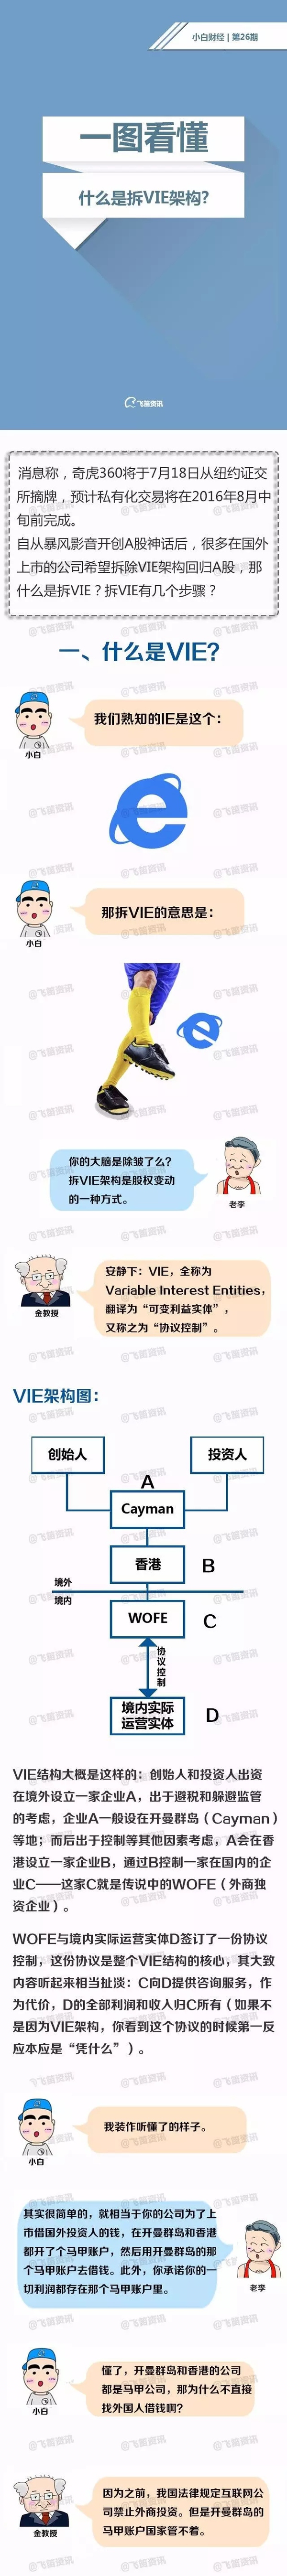 小白财经 | 第26期
一图看懂
什么是拆VIE架构?
飞笛资讯
消息称，奇虎360将于7月18日从纽约证交
所摘牌，预计私有化交易将在2016年8月中
旬前完成。
自从暴风影音开创A股神话后，很多在国外
上市的公司希望拆除VIE架构回归A股，那
什么是拆VIE？拆VIE有几个步骤？
一、什么是VIE?
我们熟知的IE是这个：
小白
那拆VIE的意思是：
小白
你的大脑是除皱了么？
拆VIE架构是股权变动
的一种方式。
老李
安静下：VIE，全称为
Variable Interest Entities，
翻译为“可变利益实体”，
又称之为“协议控制”。
金教授
VIE架构图：
创始人
投资人
A
Cayman
香港
B
境外
境内
WOFE
C
协议控制
境内实际
运营实体
D
VIE结构大概是这样的：创始人和投资人出资
在境外设立一家企业A，出于避税和躲避监管
的考虑，企业A一般设在开曼群岛（Cayman）
等地；而后出于控制等其他因素考虑，A会在香
港设立一家企业B，通过B控制一家在国内的企
业C——这家C就是传说中的WOFE（外商独
资企业）。
WOFE与境内实际运营实体D签订了一份协议
控制，这份协议是整个VIE结构的核心，其大致
内容听起来相当扯淡：C向D提供咨询服务，作
为代价，D的全部利润和收入归C所有（如果不
是因为VIE架构，你看到这个协议的时候第一反
应本应是“凭什么”）。
我装作听懂了的样子。
小白
其实很简单的，就相当于你的公司为了上
市借国外投资人的钱，在开曼群岛和香港
都开了个马甲账户，然后用开曼群岛的那
个马甲账户去借钱。此外，你承诺你的一
切利润都存在那个马甲账户里。
老李
懂了，开曼群岛和香港的公司
都是马甲公司，那为什么不直接
找外国人借钱啊？
小白
因为之前，我国法律规定互联网公
司禁止外商投资。但是开曼群岛的
马甲账户国家管不着。
金教授
@飞笛资讯